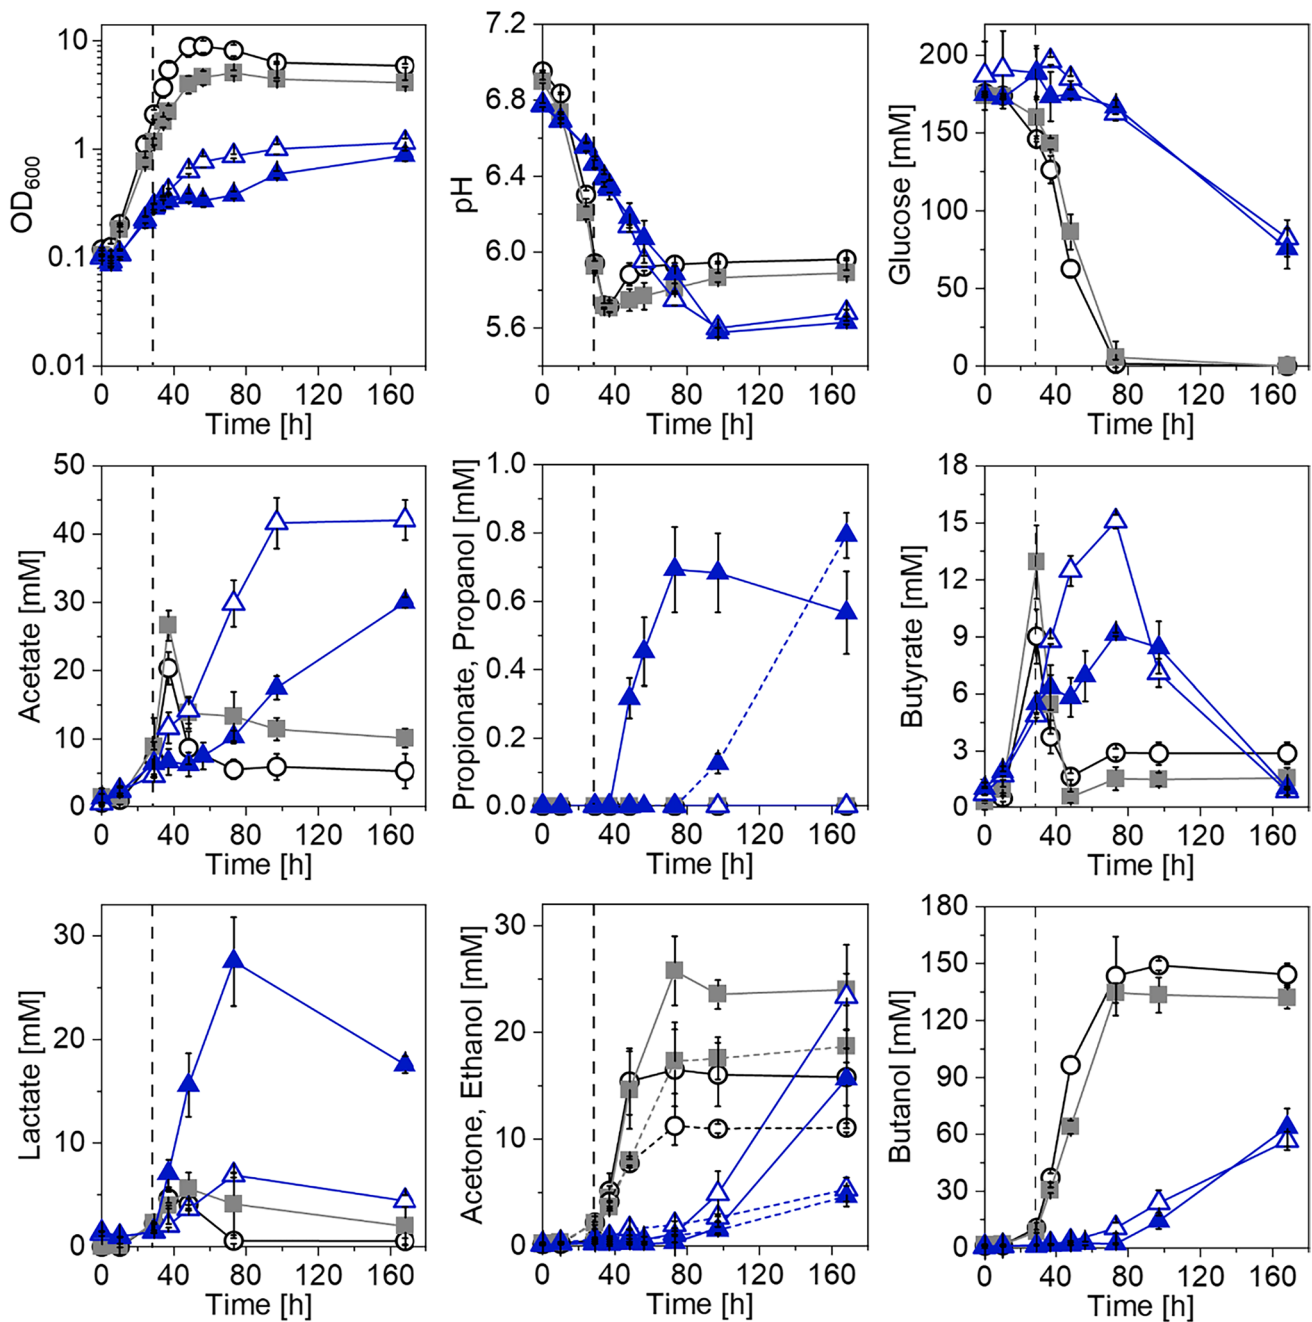 10
1
0.1
0.01
OD600
0 40 80 120 160
Time [h]
7.2
6.8
6.4
6.0
5.6
pH
0 40 80 120 160
Time [h]
200
150
100
50
0
Glucose [mM]
0 40 80 120 160
Time [h]
50
40
30
20
10
0
Acetate [mM]
0 40 80 120 160
Time [h]
1.0
0.8
0.6
0.4
0.2
0.0
Propionate, Propanol [mM]
0 40 80 120 160
Time [h]
18
15
12
9
6
3
0
Butyrate [mM]
0 40 80 120 160
Time [h]
30
20
10
0
Lactate [mM]
0 40 80 120 160
Time [h]
30
20
10
0
Acetone, Ethanol [mM]
0 40 80 120 160
Time [h]
180
150
120
90
60
30
0
Butanol [mM]
0 40 80 120 160
Time [h]